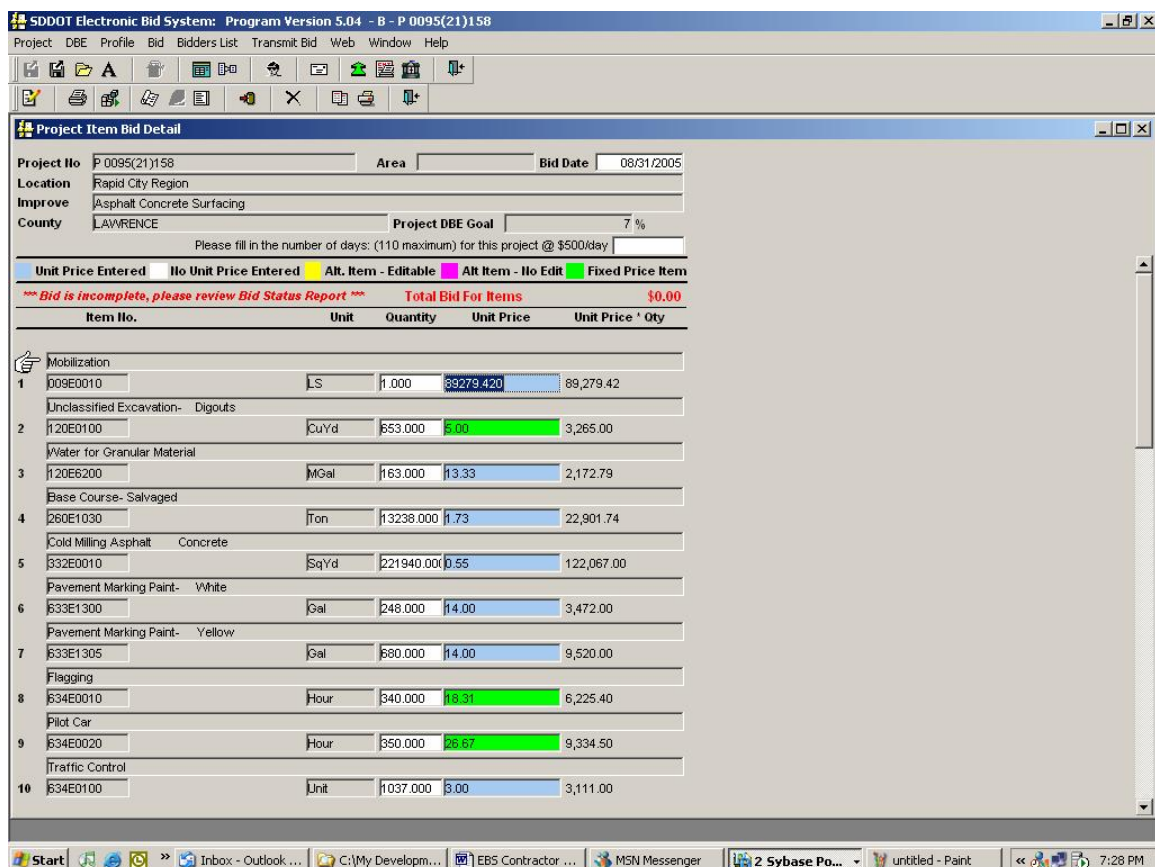 SDDOT Electronic Bid System: Program Version 5.04 - B - P 0095(21)158
Project DBE Profile Bid Bidders List Transmit Bid Web Window Help
Project Item Bid Detail
Project No P 0095(21)158 Area Bid Date 08/31/2005
Location Rapid City Region
Improve Asphalt Concrete Surfacing
County LAWRENCE Project DBE Goal 7 %
Please fill in the number of days: (110 maximum) for this project @ $500/day
Unit Price Entered No Unit Price Entered Alt. Item - Editable Alt Item - No Edit Fixed Price Item
*** Bid is incomplete, please review Bid Status Report *** Total Bid For Items $0.00
Item No. Unit Quantity Unit Price Unit Price * Qty
Mobilization
1 009E0010 LS 1.000 89279.420 89,279.42
Unclassified Excavation- Digouts
2 120E0100 CuYd 653.000 5.00 3,265.00
Water for Granular Material
3 120E6200 MGal 163.000 13.33 2,172.79
Base Course- Salvaged
4 260E1030 Ton 13238.000 1.73 22,901.74
Cold Milling Asphalt Concrete
5 332E0010 SqYd 221940.00 0.55 122,067.00
Pavement Marking Paint- White
6 633E1300 Gal 248.000 14.00 3,472.00
Pavement Marking Paint- Yellow
7 633E1305 Gal 680.000 14.00 9,520.00
Flagging
8 634E0010 Hour 340.000 18.31 6,225.40
Pilot Car
9 634E0020 Hour 350.000 26.67 9,334.50
Traffic Control
10 634E0100 Unit 1037.000 3.00 3,111.00
Start » Inbox - Outlook ... C:\My Developm... EBS Contractor ... MSN Messenger 2 Sybase Po... untitled - Paint « 7:28 PM